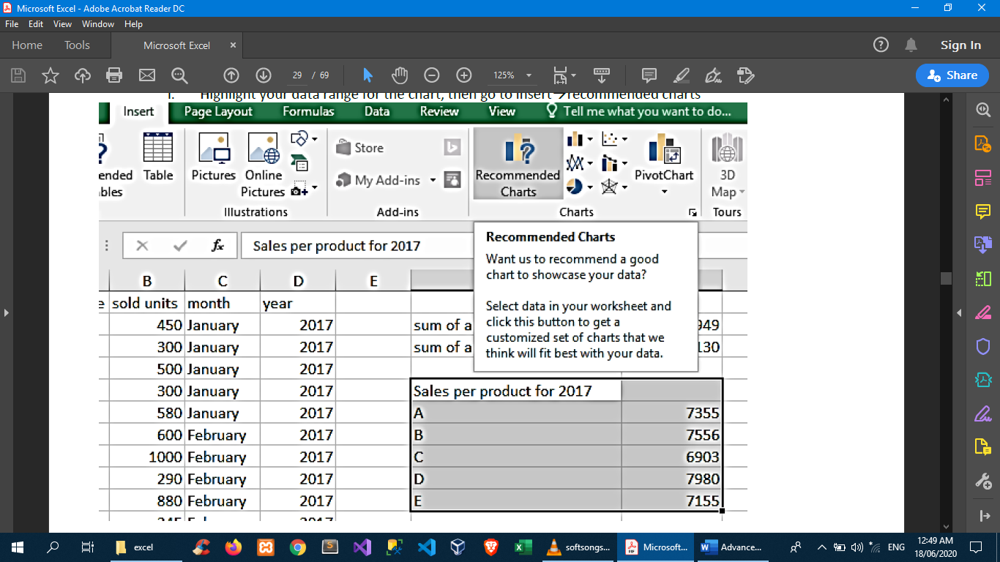 Microsoft Excel - Adobe Acrobat Reader DC
File Edit View Window Help
Home Tools Microsoft Excel × Sign In
29 / 69 125% Share
Highlight your data range for the chart, then go to insert→recommended charts
Insert Page Layout Formulas Data Review View Tell me what you want to do...
Store
Table Pictures Online Pictures My Add-ins Recommended Charts PivotChart 3D Map
Illustrations Add-ins Charts Tours
fx Sales per product for 2017
Recommended Charts
Want us to recommend a good
chart to showcase your data?
Select data in your worksheet and
click this button to get a
customized set of charts that we
think will fit best with your data.
B C D E
e sold units month year
450 January 2017 sum of a 949
300 January 2017 sum of a 130
500 January 2017
300 January 2017 Sales per product for 2017
580 January 2017 A 7355
600 February 2017 B 7556
1000 February 2017 C 6903
290 February 2017 D 7980
880 February 2017 E 7155
excel softsongs... Microsoft... Advance... ENG 12:49 AM
18/06/2020